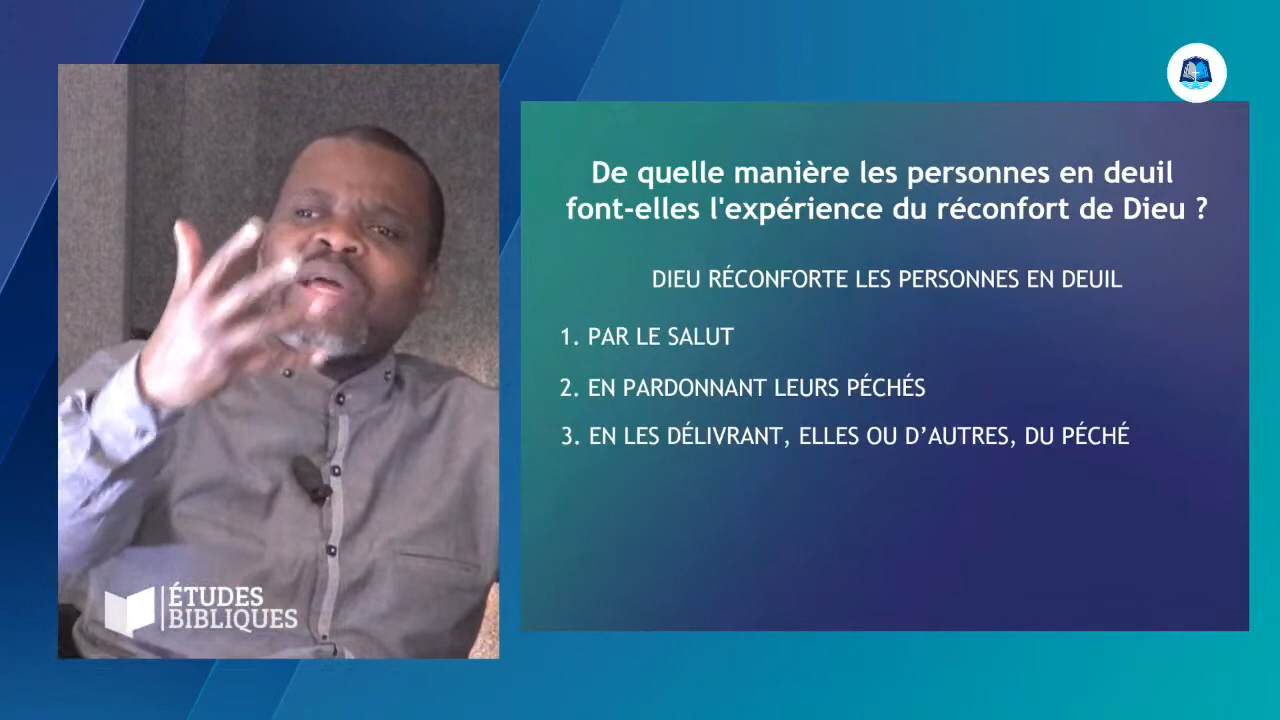 De quelle manière les personnes en deuil
font-elles l'expérience du réconfort de Dieu ?
DIEU RÉCONFORTE LES PERSONNES EN DEUIL
1. PAR LE SALUT
2. EN PARDONNANT LEURS PÉCHÉS
3. EN LES DÉLIVRANT, ELLES OU D’AUTRES, DU PÉCHÉ
ÉTUDES
BIBLIQUES